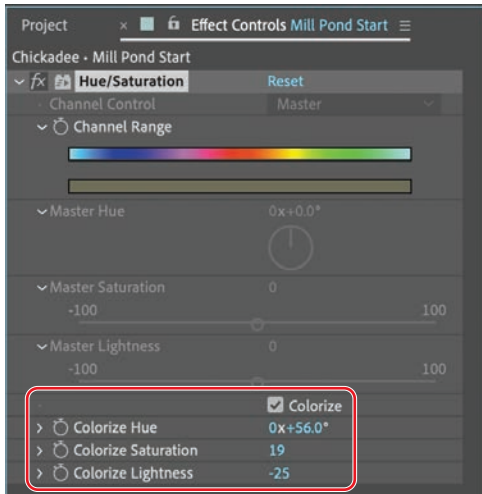 Project × Effect Controls Mill Pond Start
Chickadee • Mill Pond Start
fx Hue/Saturation Reset
Channel Control Master
Channel Range
Master Hue 0x+0.0°
Master Saturation 0
-100 100
Master Lightness 0
-100 100
Colorize
Colorize Hue 0x+56.0°
Colorize Saturation 19
Colorize Lightness -25